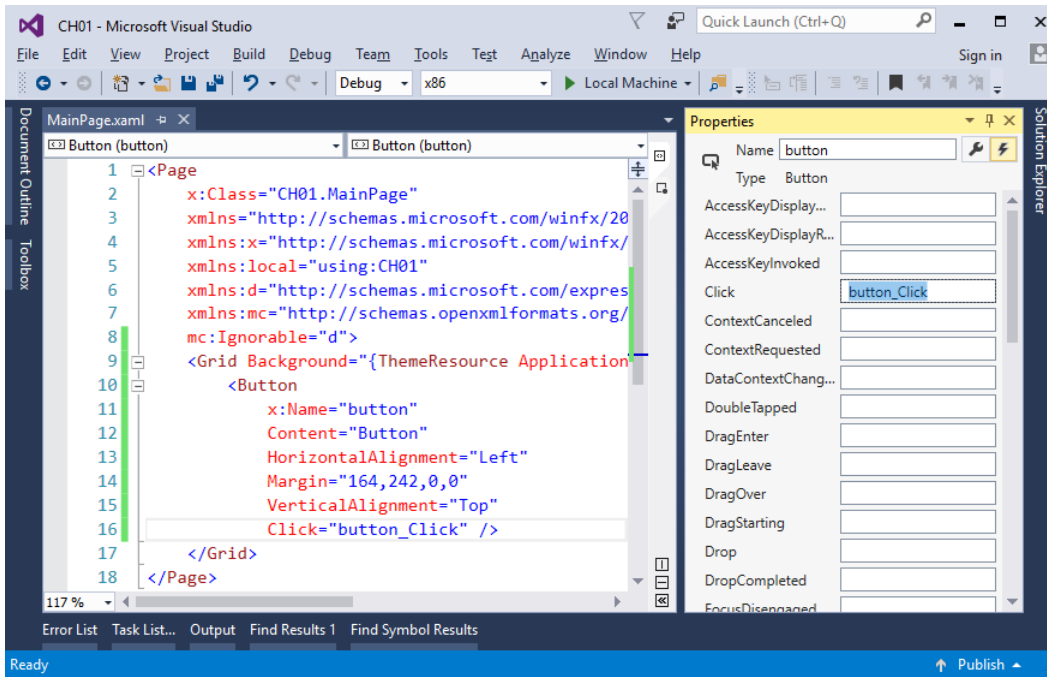 CH01 - Microsoft Visual Studio
Quick Launch (Ctrl+Q)
File Edit View Project Build Debug Team Tools Test Analyze Window Help Sign in
Debug x86 Local Machine
Document Outline
Toolbox
MainPage.xaml
Button (button) Button (button)
1 <Page
2 x:Class="CH01.MainPage"
3 xmlns="http://schemas.microsoft.com/winfx/20
4 xmlns:x="http://schemas.microsoft.com/winfx/
5 xmlns:local="using:CH01"
6 xmlns:d="http://schemas.microsoft.com/expres
7 xmlns:mc="http://schemas.openxmlformats.org/
8 mc:Ignorable="d">
9 <Grid Background="{ThemeResource Application
10 <Button
11 x:Name="button"
12 Content="Button"
13 HorizontalAlignment="Left"
14 Margin="164,242,0,0"
15 VerticalAlignment="Top"
16 Click="button_Click" />
17 </Grid>
18 </Page>
117 %
Properties
Name button
Type Button
AccessKeyDisplay...
AccessKeyDisplayR...
AccessKeyInvoked
Click button_Click
ContextCanceled
ContextRequested
DataContextChang...
DoubleTapped
DragEnter
DragLeave
DragOver
DragStarting
Drop
DropCompleted
FocusDisengaged
Solution Explorer
Error List Task List... Output Find Results 1 Find Symbol Results
Ready Publish